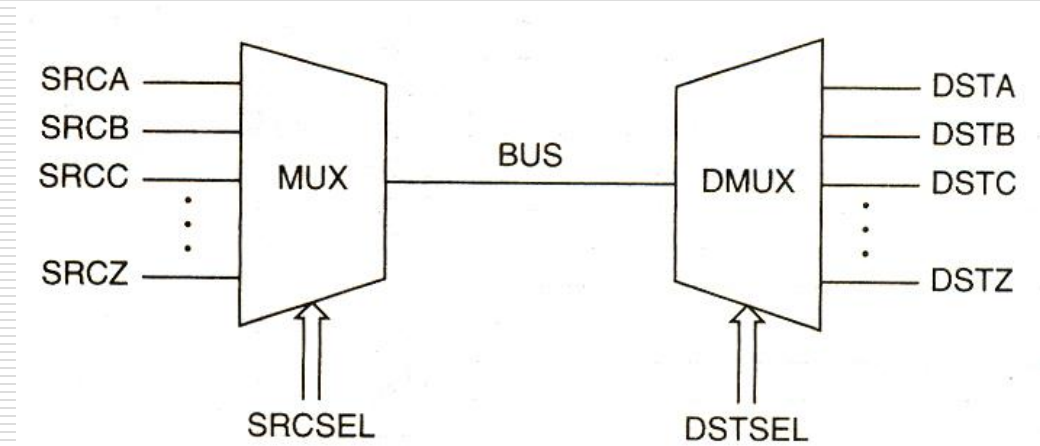 SRCA
SRCB
SRCC
SRCZ
MUX
SRCSEL
BUS
DMUX
DSTSEL
DSTA
DSTB
DSTC
DSTZ